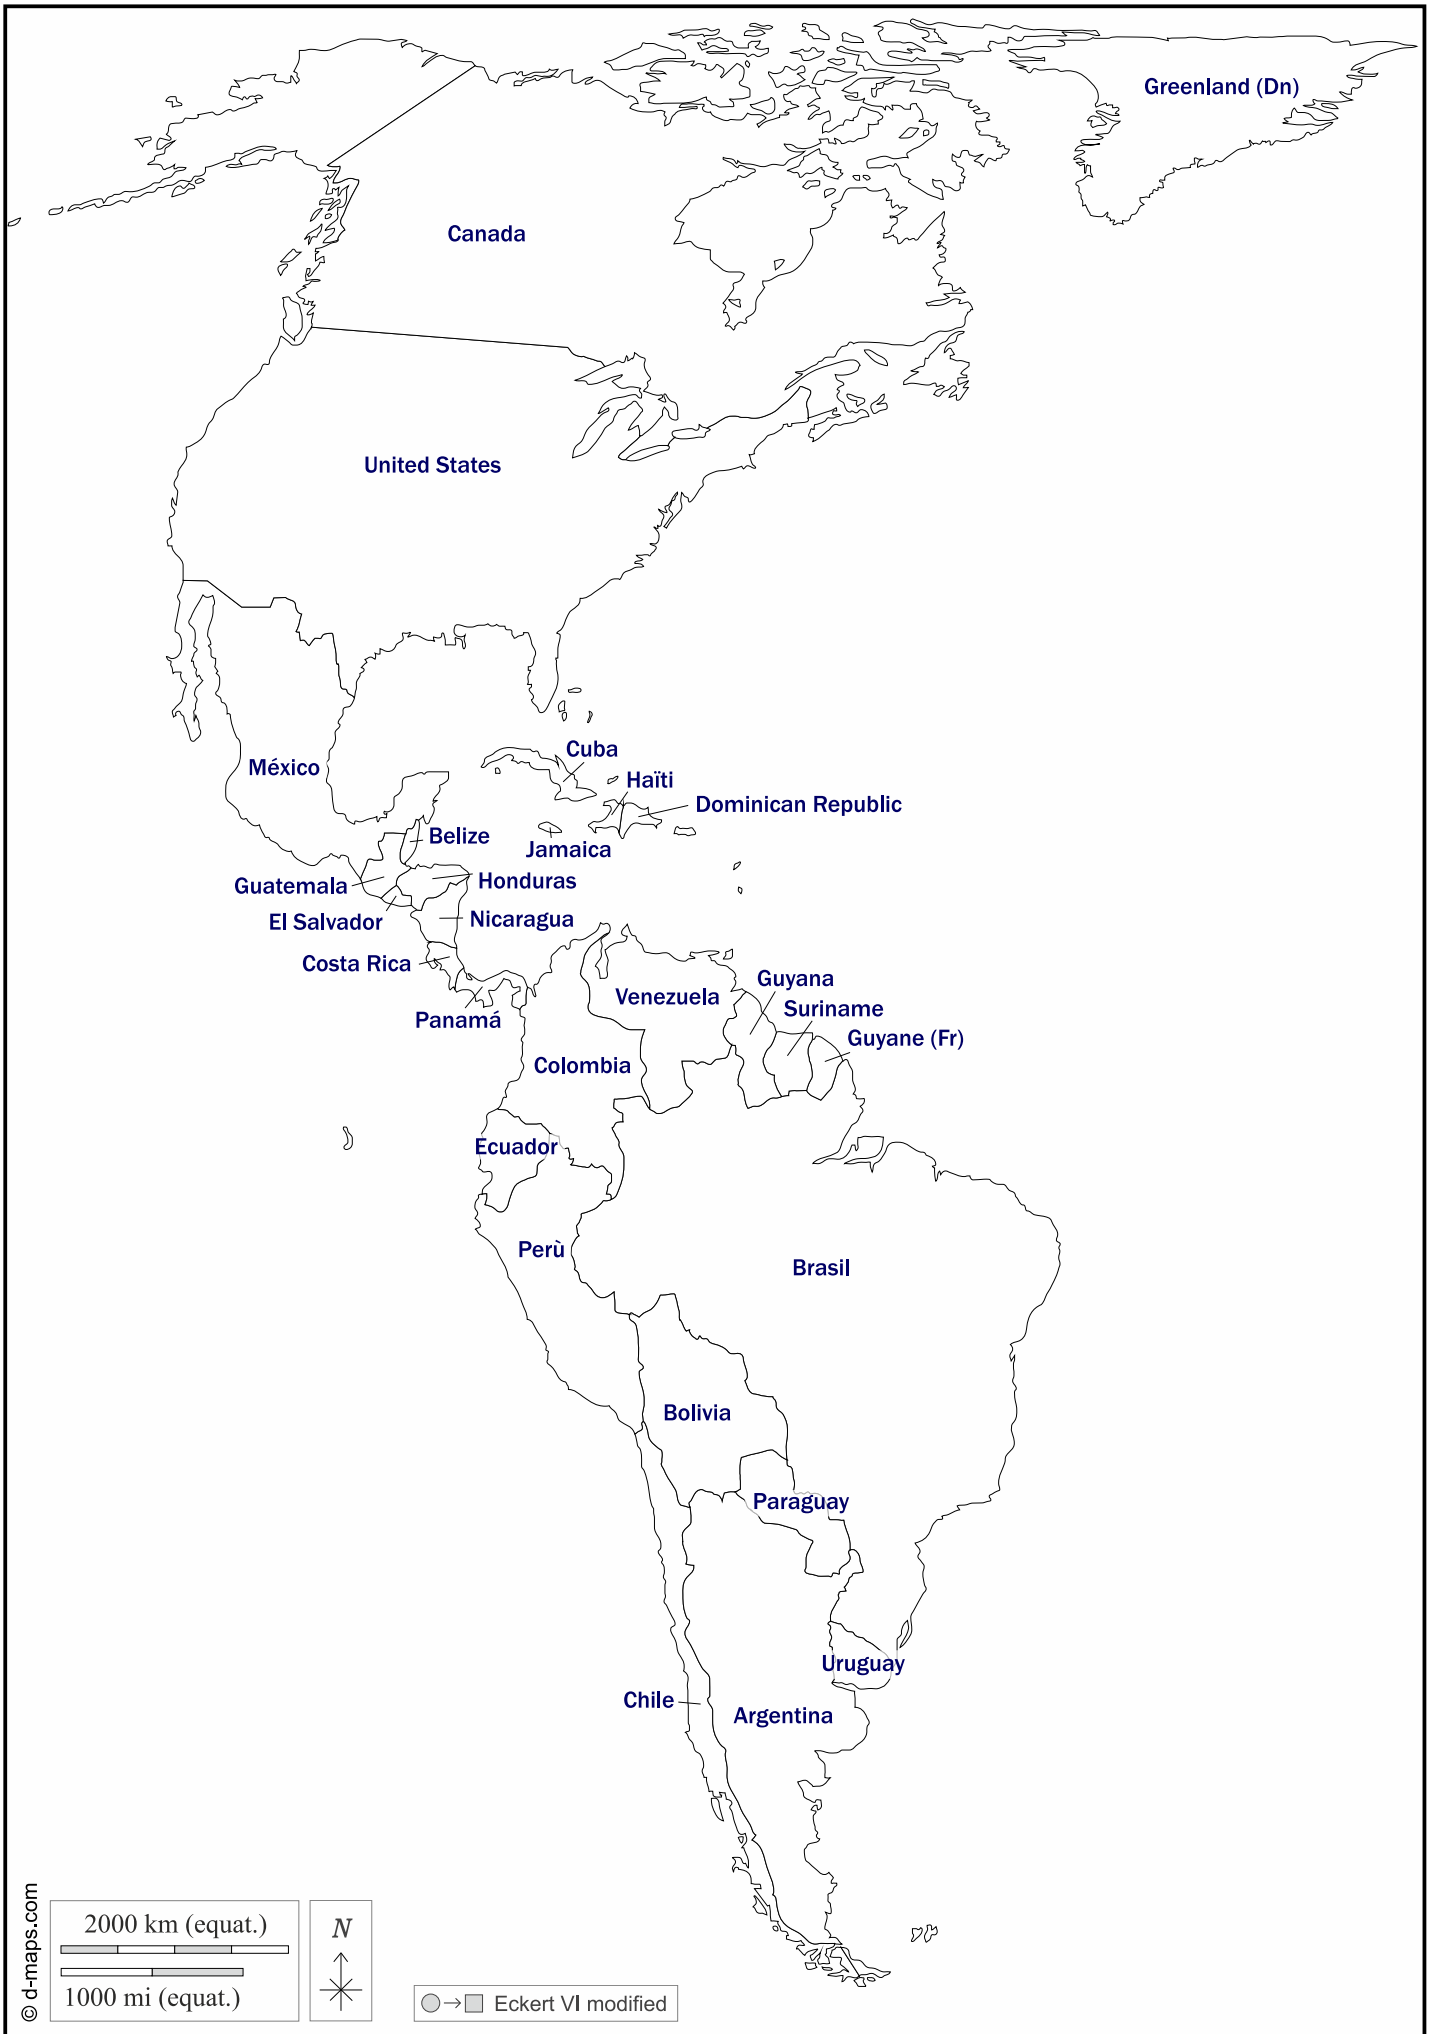 Greenland (Dn)
Canada
United States
Cuba
México
Haïti
Dominican Republic
Belize
Jamaica
Guatemala
Honduras
El Salvador
Nicaragua
Costa Rica
Guyana
Venezuela
Suriname
Panamá
Guyane (Fr)
Colombia
Ecuador
Perù
Brasil
Bolivia
Paraguay
Uruguay
Chile
Argentina
© d-maps.com
2000 km (equat.)
1000 mi (equat.)
N
Eckert VI modified